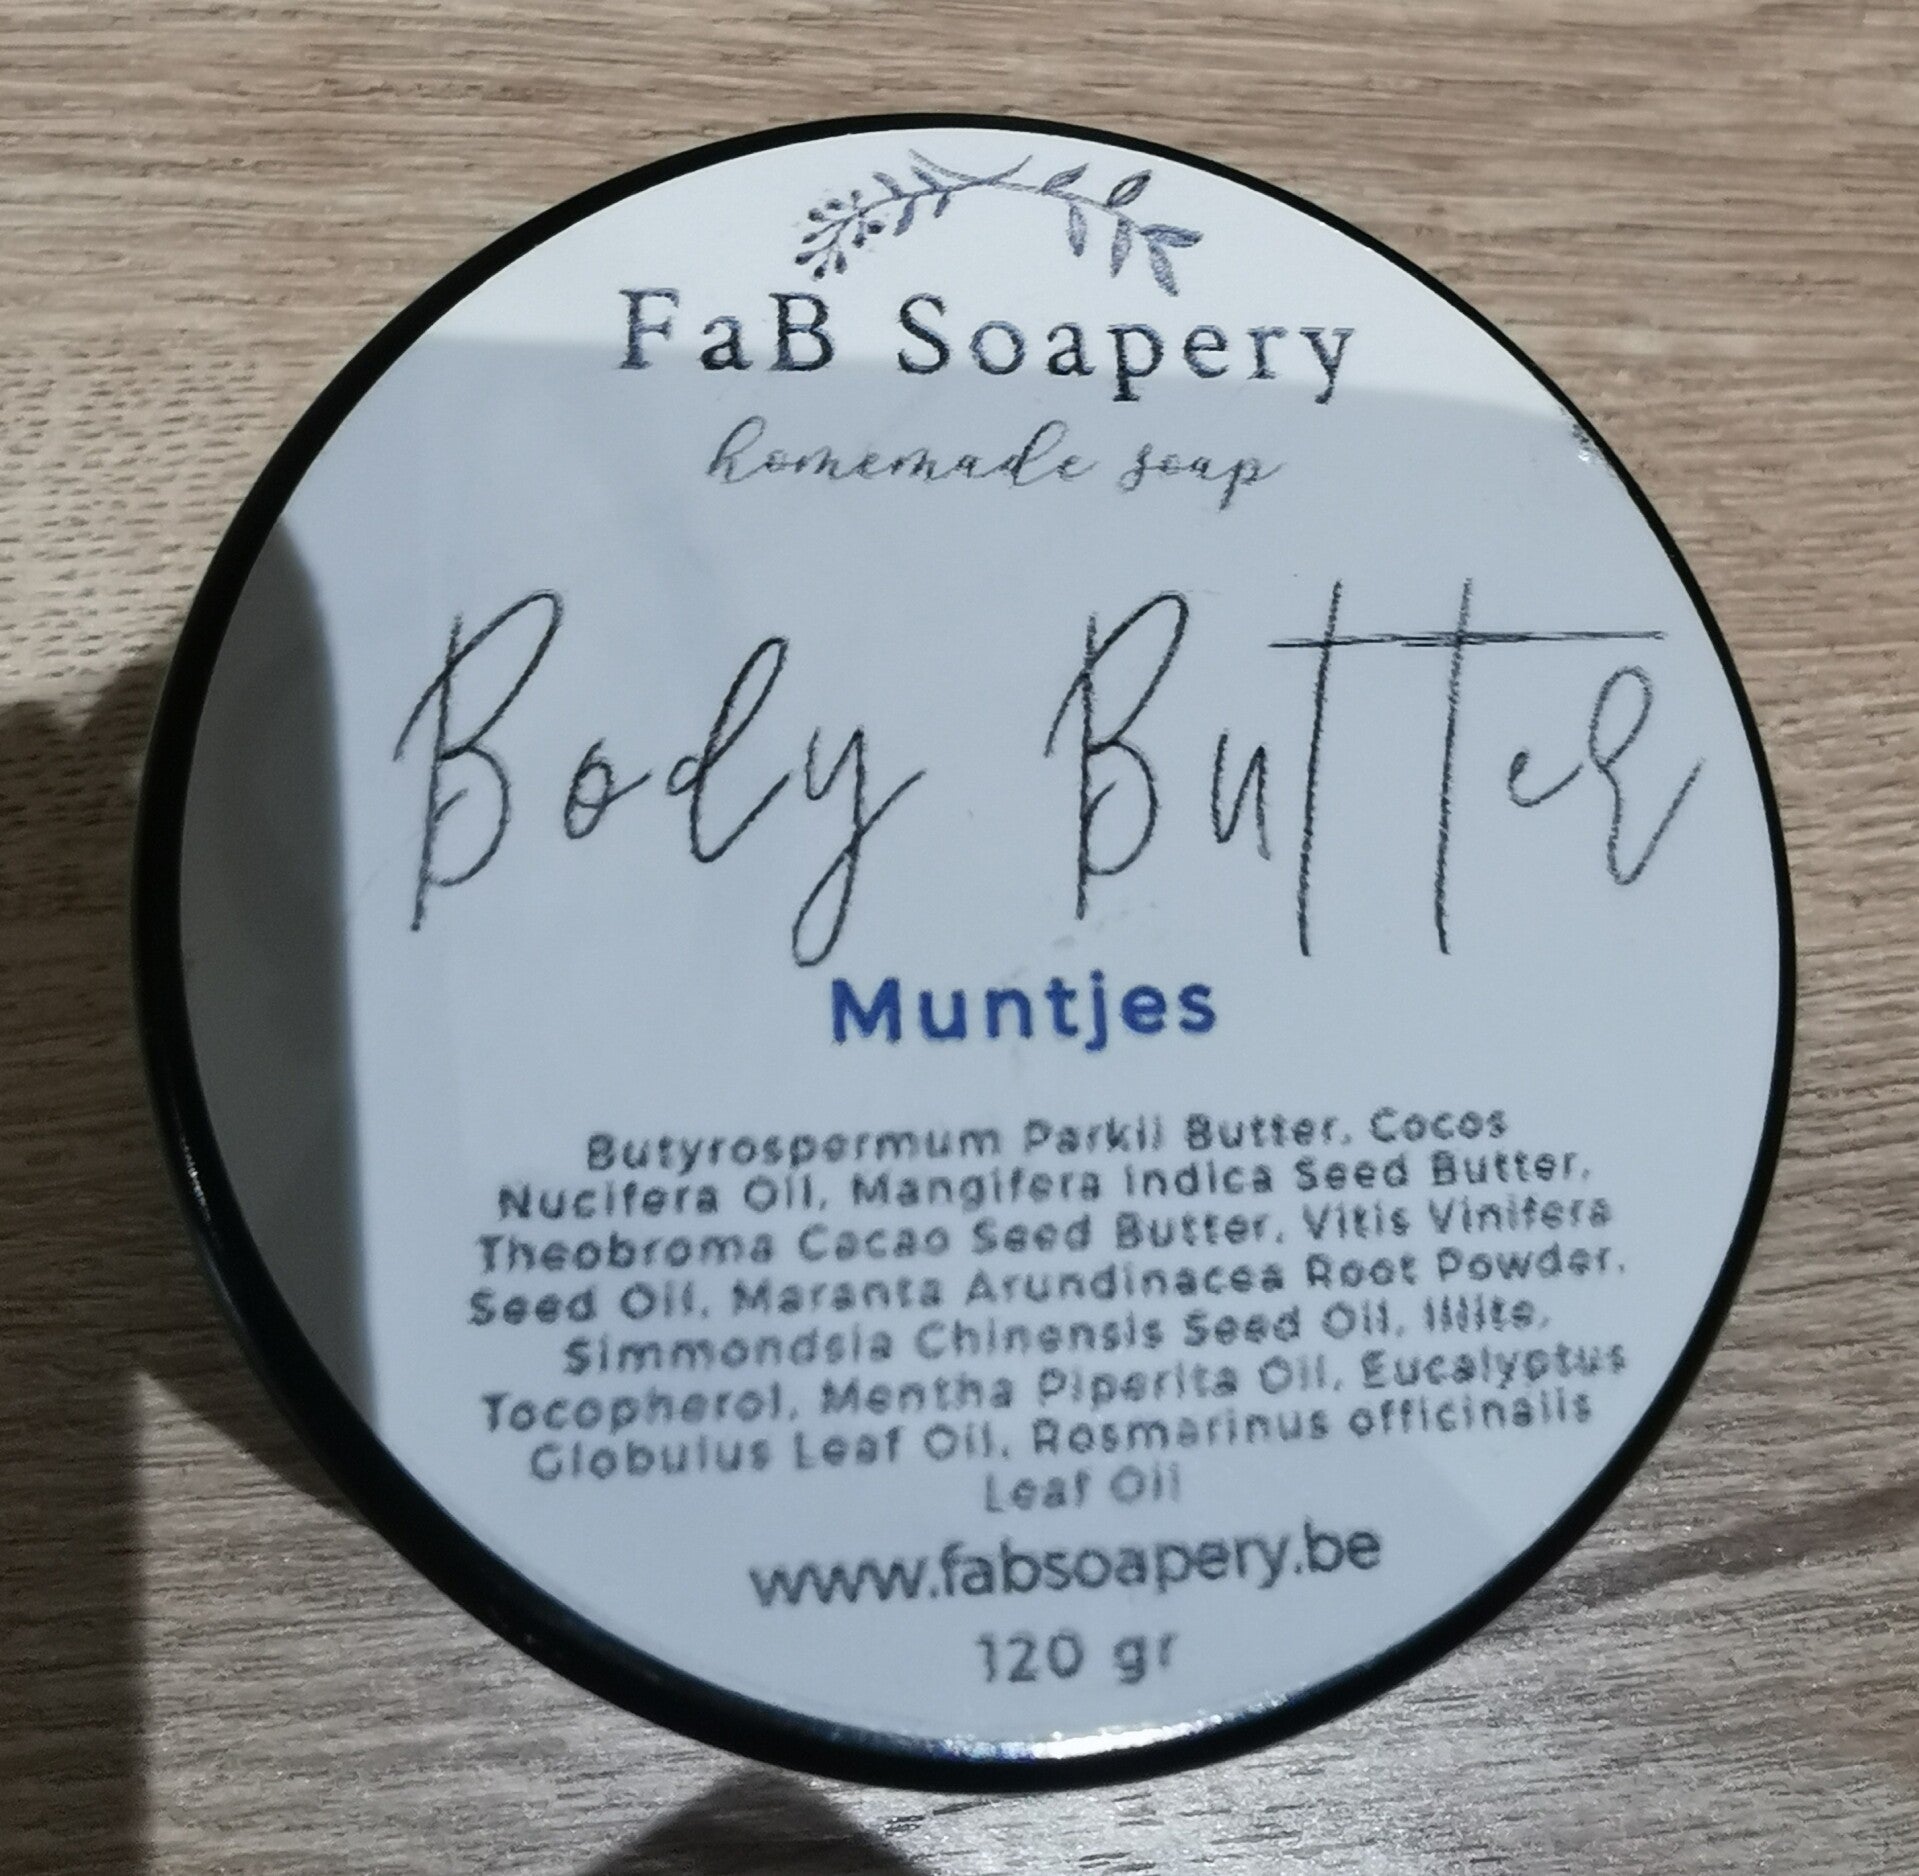 FaB Soapery
homemade soap
Body Butter
Muntjes
Butyrospermum Parkii Butter, Cocos
Nucifera Oil, Mangifera Indica Seed Butter,
Theobroma Cacao Seed Butter, Vitis Vinifera
Seed Oil, Maranta Arundinacea Root Powder,
Simmondsia Chinensis Seed Oil, Illite,
Tocopherol, Mentha Piperita Oil, Eucalyptus
Globulus Leaf Oil, Rosmarinus officinalis
Leaf Oil
www.fabsoapery.be
120 gr